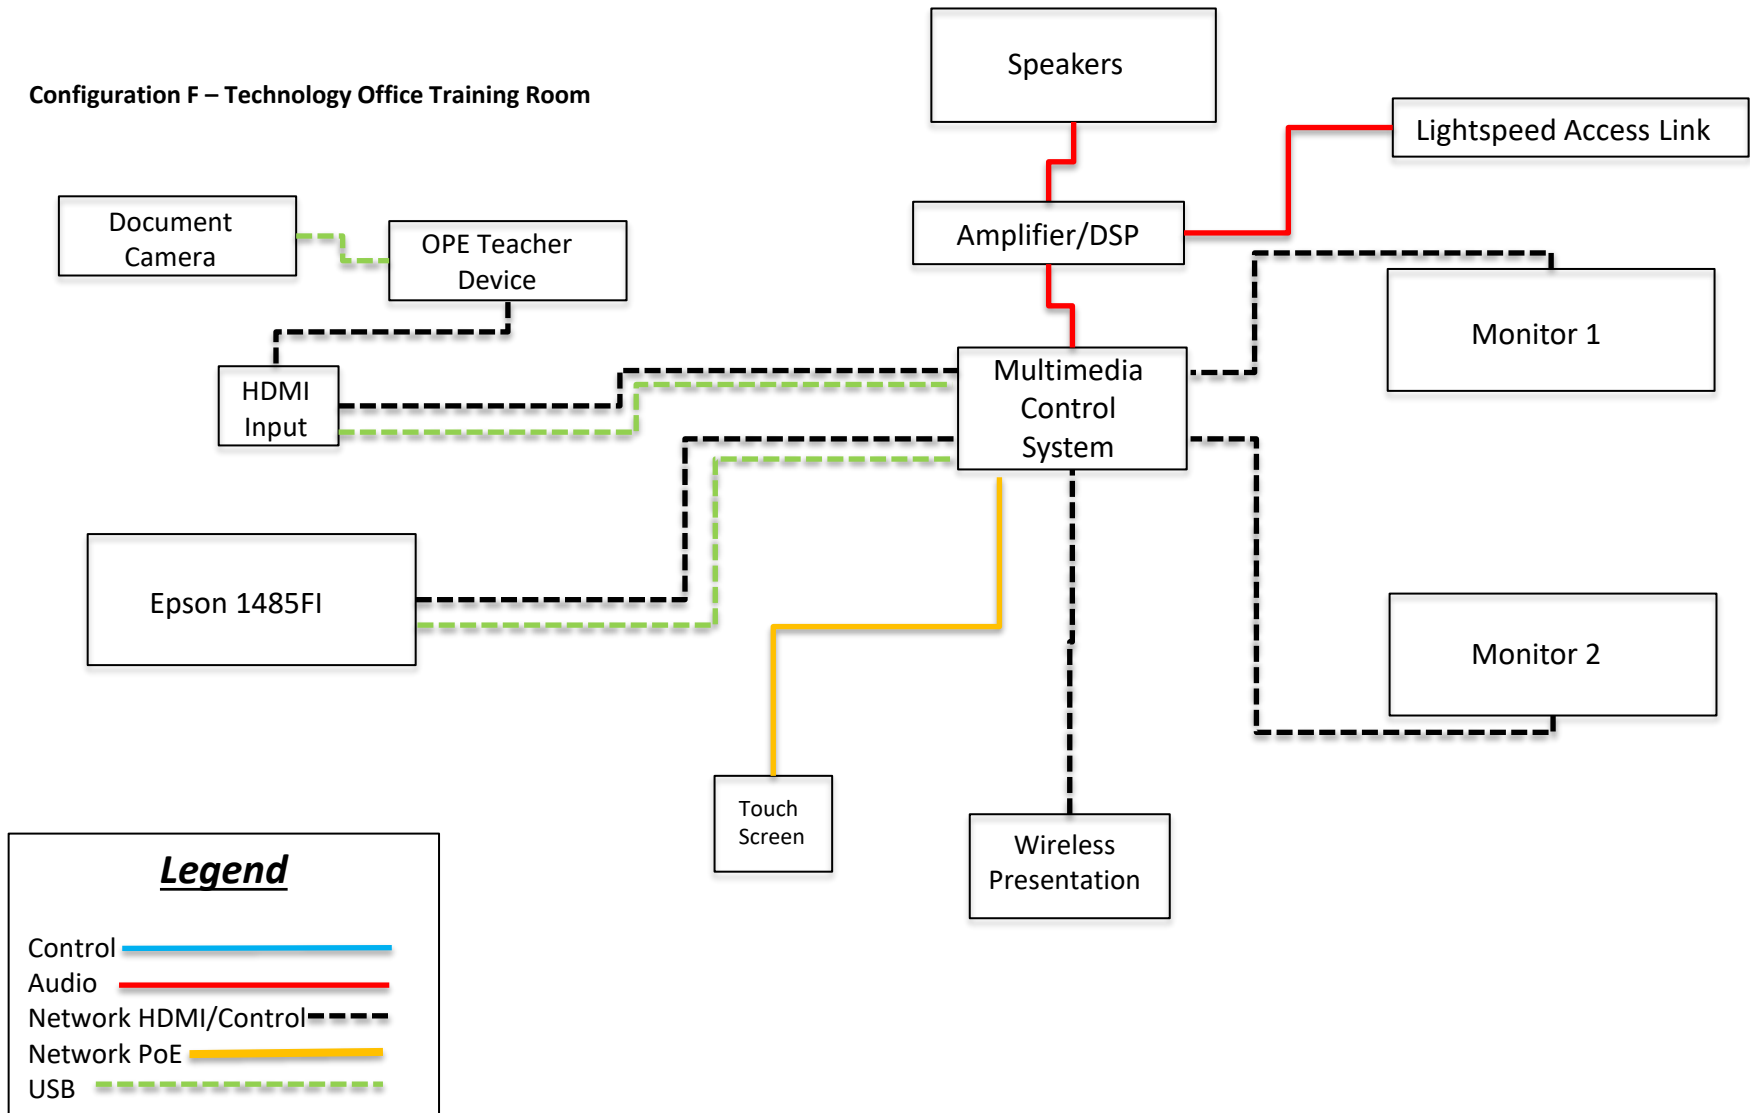 Configuration F – Technology Office Training Room
Speakers
Lightspeed Access Link
Document
Camera
OPE Teacher
Device
Amplifier/DSP
Monitor 1
HDMI
Input
Multimedia
Control
System
Epson 1485FI
Monitor 2
Touch
Screen
Wireless
Presentation
Legend
Control
Audio
Network HDMI/Control
Network PoE
USB